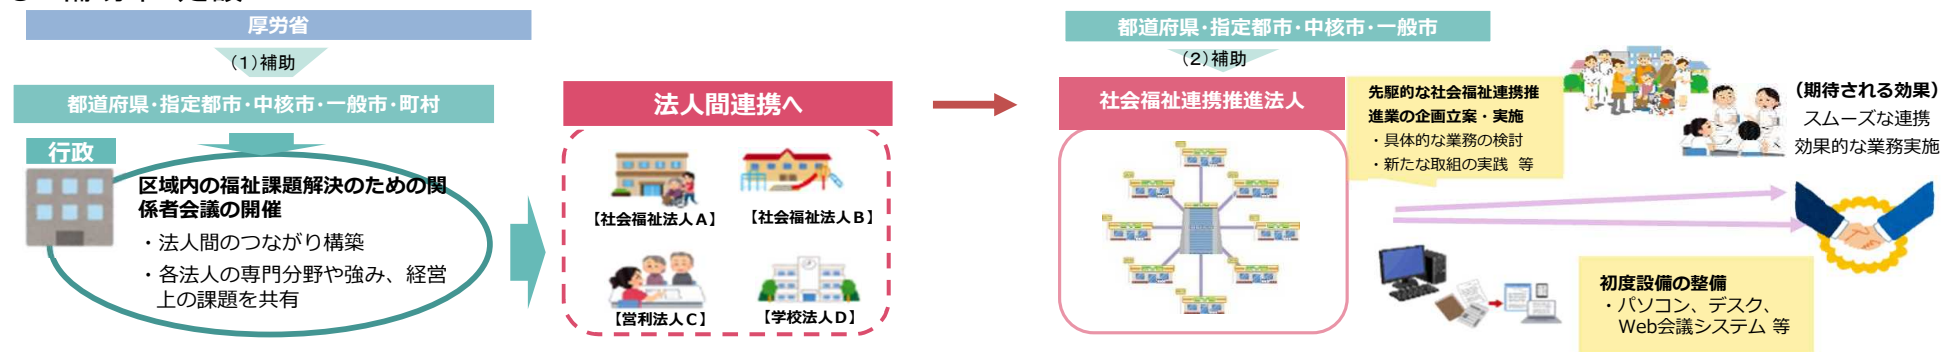 厚労省
（1）補助
都道府県・指定都市・中核市・一般市・町村
行政
区域内の福祉課題解決のための関
係者会議の開催
・法人間のつながり構築
・各法人の専門分野や強み、経営
上の課題を共有
法人間連携へ
【社会福祉法人Ａ】
【社会福祉法人Ｂ】
【営利法人Ｃ】
【学校法人Ｄ】
都道府県・指定都市・中核市・一般市
（2）補助
社会福祉連携推進法人
先駆的な社会福祉連携推
進業の企画立案・実施
・具体的な業務の検討
・新たな取組の実践 等
（期待される効果）
スムーズな連携
効果的な業務実施
初度設備の整備
・パソコン、デスク、
Web会議システム 等